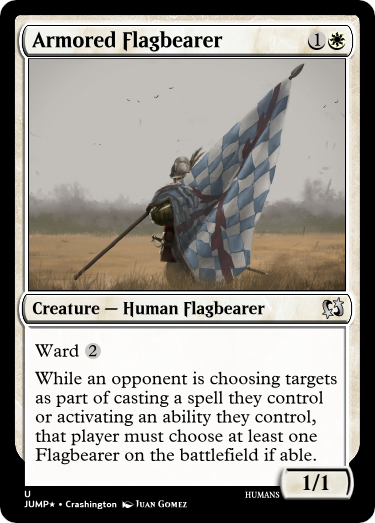 Armored Flagbearer 1
Creature — Human Flagbearer
Ward 2
While an opponent is choosing targets
as part of casting a spell they control
or activating an ability they control,
that player must choose at least one
Flagbearer on the battlefield if able.
1/1
U
JUMP★ • Crashington Juan Gomez
HUMANS